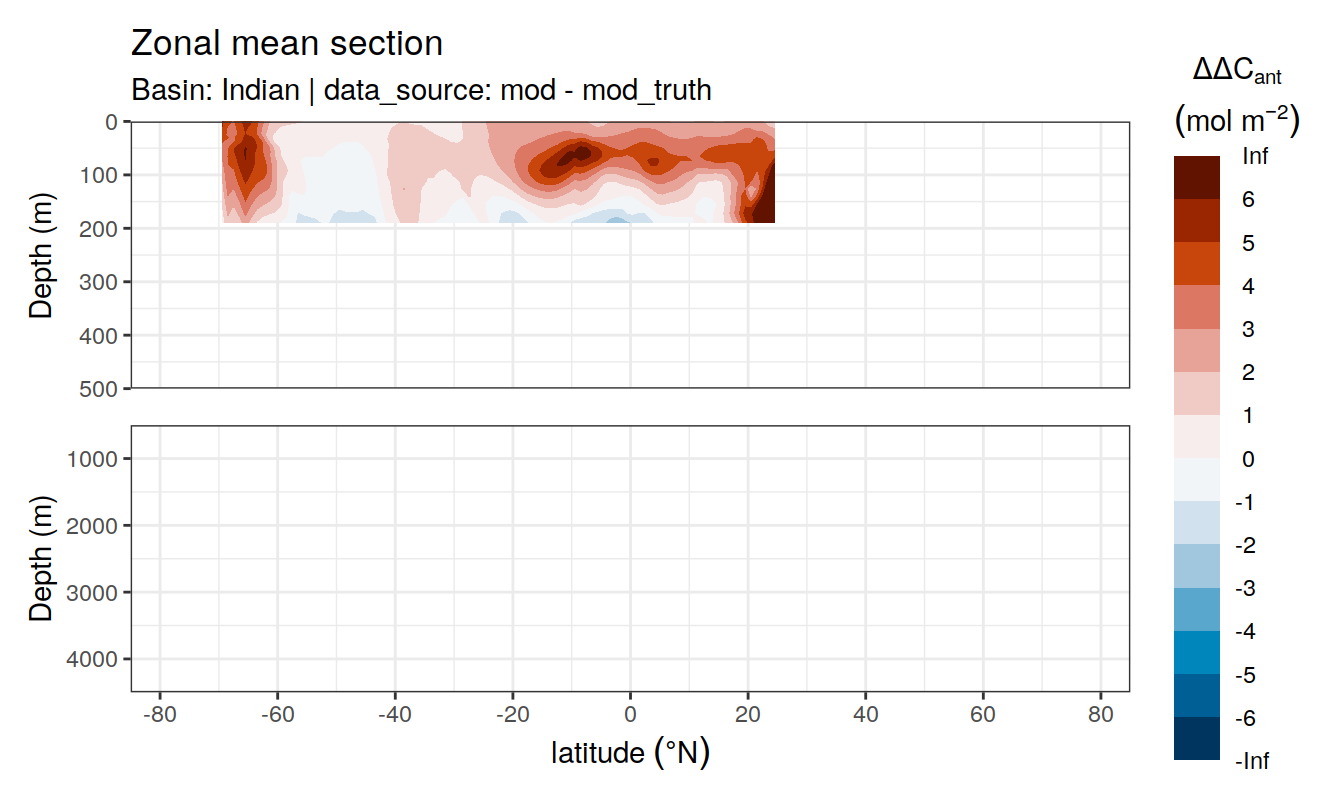 Zonal mean section
Basin: Indian | data_source: mod - mod_truth
ΔΔCant
(mol m−2)
Depth (m)
0
100
200
300
400
500
Depth (m)
1000
2000
3000
4000
-80 -60 -40 -20 0 20 40 60 80
latitude (°N)
Inf
6
5
4
3
2
1
0
-1
-2
-3
-4
-5
-6
-Inf